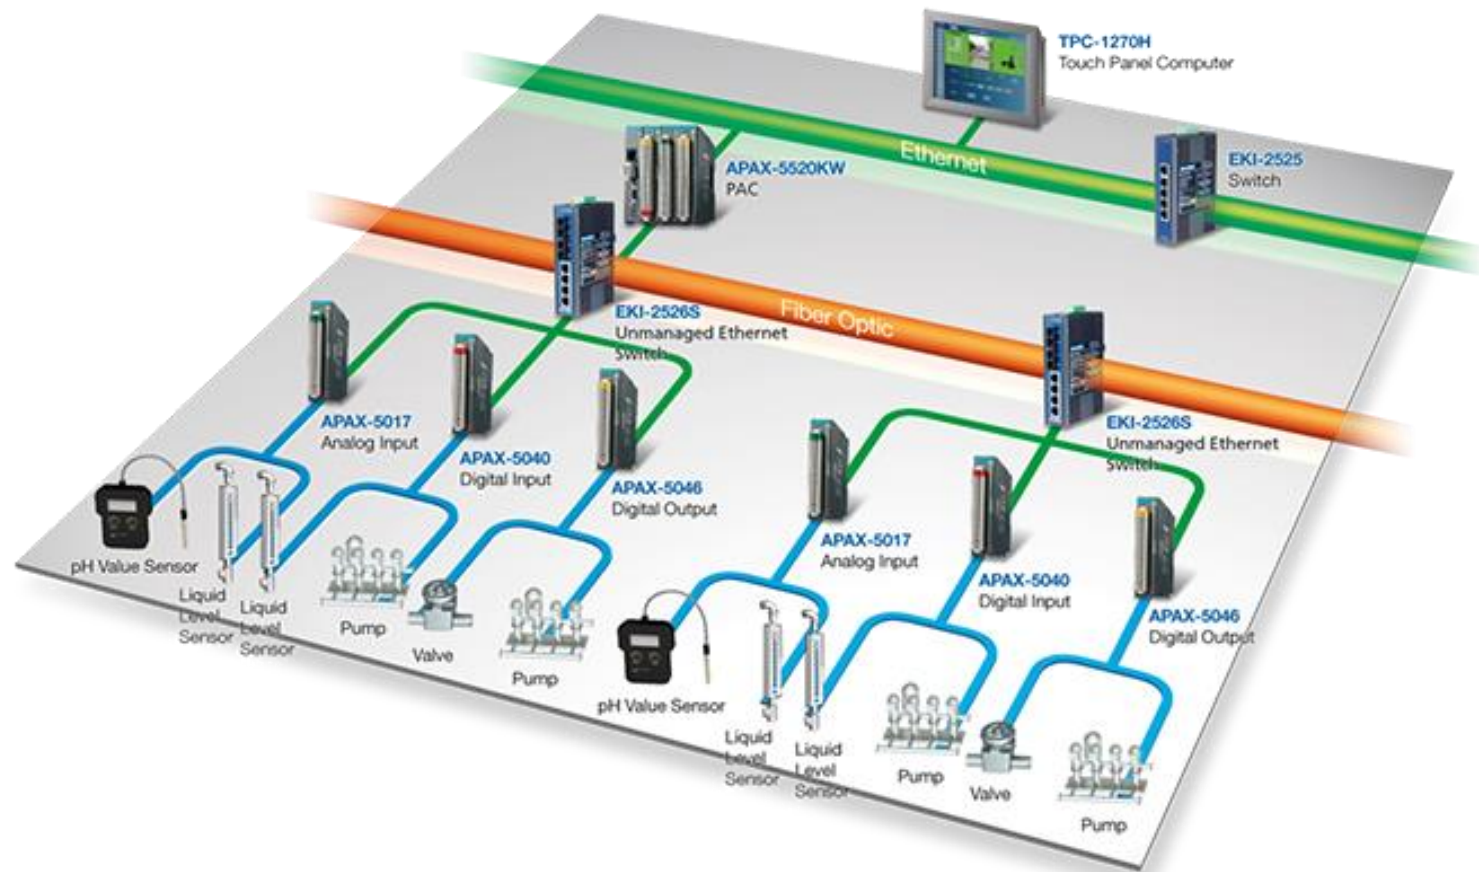 TPC-1270H
Touch Panel Computer
Ethernet
EKI-2525
Switch
APAX-5520KW
PAC
Fiber Optic
EKI-2526S
Unmanaged Ethernet
Switch
EKI-2526S
Unmanaged Ethernet
Switch
APAX-5017
Analog Input
APAX-5040
Digital Input
APAX-5046
Digital Output
APAX-5017
Analog Input
APAX-5040
Digital Input
APAX-5046
Digital Output
pH Value Sensor
Liquid
Level
Sensor
Liquid
Level
Sensor
Pump
Valve
Pump
pH Value Sensor
Liquid
Level
Sensor
Liquid
Level
Sensor
Pump
Valve
Pump